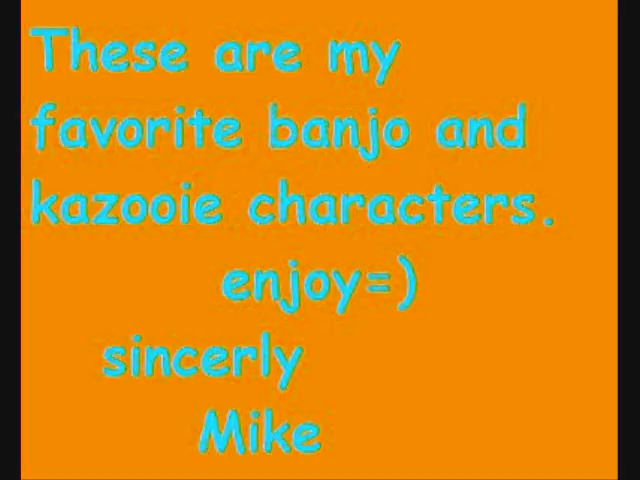 These are my
favorite banjo and
kazooie characters.
enjoy=)
sincerly
Mike